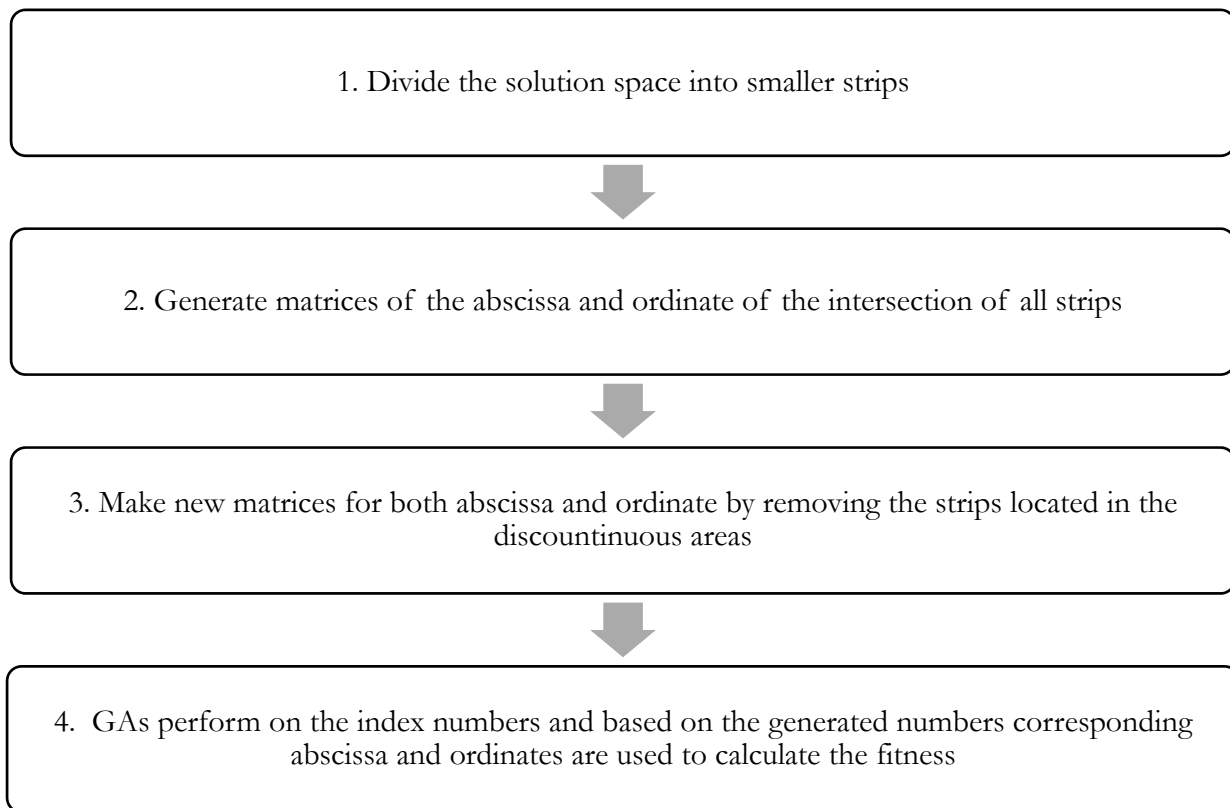 1. Divide the solution space into smaller strips
2. Generate matrices of the abscissa and ordinate of the intersection of all strips
3. Make new matrices for both abscissa and ordinate by removing the strips located in the
discountinuous areas
4. GAs perform on the index numbers and based on the generated numbers corresponding
abscissa and ordinates are used to calculate the fitness